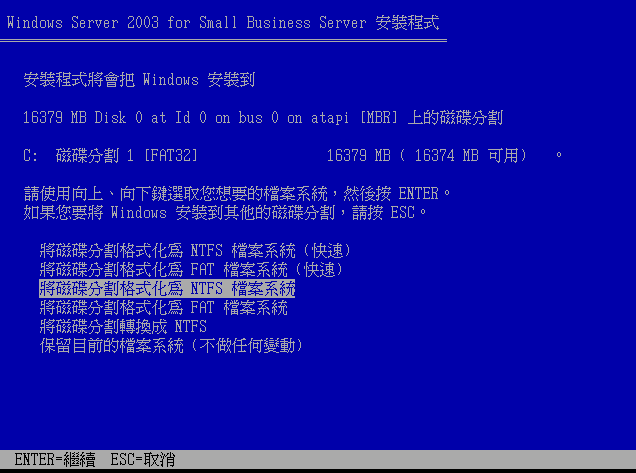 Windows Server 2003 for Small Business Server 安裝程式
安裝程式將會把 Windows 安裝到
16379 MB Disk 0 at Id 0 on bus 0 on atapi [MBR] 上的磁碟分割
C: 磁碟分割 1 [FAT32] 16379 MB ( 16374 MB 可用) 。
請使用向上、向下鍵選取您想要的檔案系統，然後按 ENTER。
如果您要將 Windows 安裝到其他的磁碟分割，請按 ESC。
將磁碟分割格式化為 NTFS 檔案系統 (快速)
將磁碟分割格式化為 FAT 檔案系統 (快速)
將磁碟分割格式化為 NTFS 檔案系統
將磁碟分割格式化為 FAT 檔案系統
將磁碟分割轉換成 NTFS
保留目前的檔案系統 (不做任何變動)
ENTER=繼續 ESC=取消